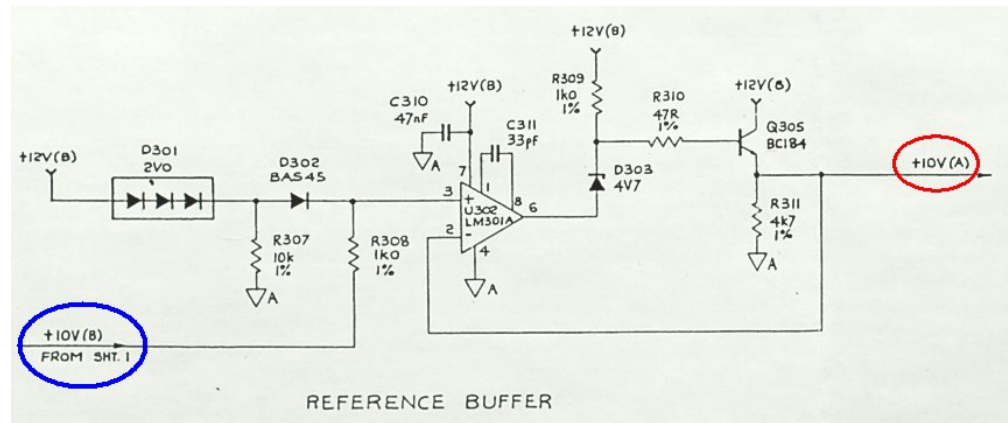 +12V(B)
D301
2V0
R307
10k
1%
A
D302
BAS45
R308
1k0
1%
+10V(B)
FROM SHT. 1
C310
47nF
A
+12V(B)
C311
33pF
7
1
8
3
+
U302
LM301A
6
2
-
4
A
+12V(B)
R309
1k0
1%
D303
4V7
R310
47R
1%
+12V(B)
Q305
BC184
R311
4k7
1%
A
+10V(A)
REFERENCE BUFFER